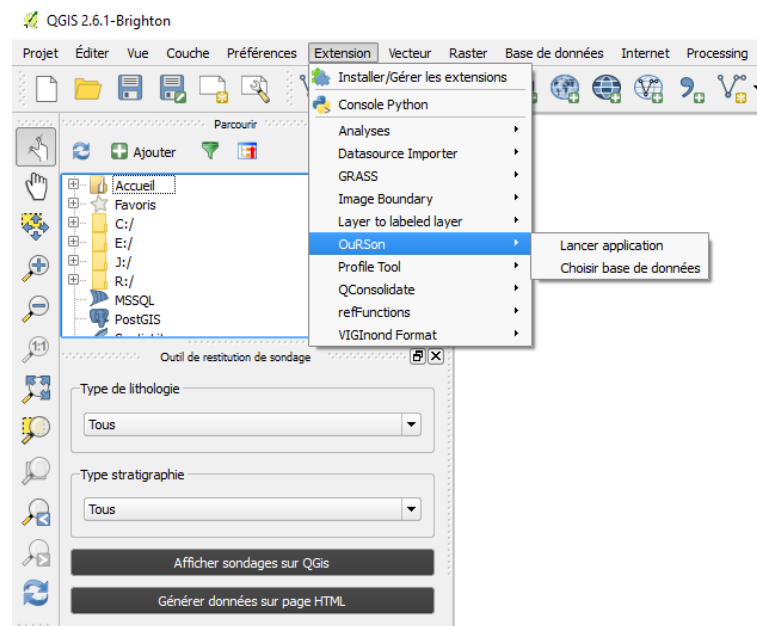 QGIS 2.6.1-Brighton
Projet Éditer Vue Couche Préférences Extension Vecteur Raster Base de données Internet Processing
Installer/Gérer les extensions
Console Python
Analyses
Datasource Importer
GRASS
Image Boundary
Layer to labeled layer
OuRSon
Profile Tool
QConsolidate
refFunctions
VIGInond Format
Lancer application
Choisir base de données
Parcourir
Ajouter
Accueil
Favoris
C:/
E:/
J:/
R:/
MSSQL
PostGIS
1:1
Outil de restitution de sondage
Type de lithologie
Tous
Type stratigraphie
Tous
Afficher sondages sur QGis
Générer données sur page HTML